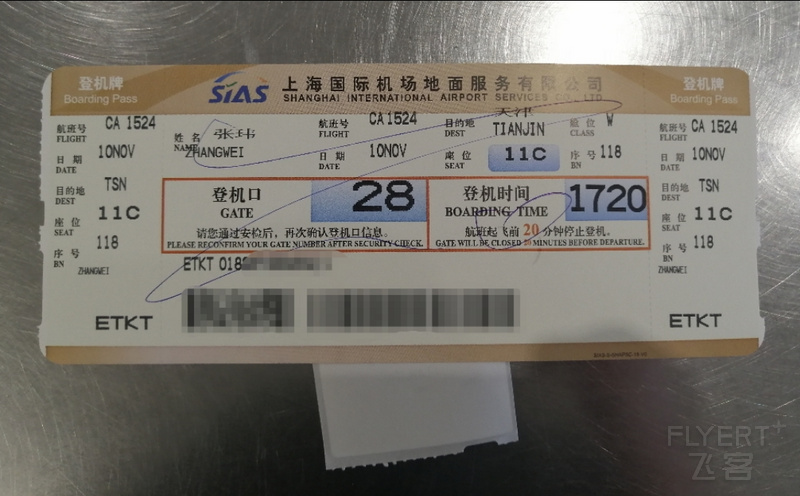 登机牌
Boarding Pass
SIAS 上海国际机场地面服务有限公司
SHANGHAI INTERNATIONAL AIRPORT SERVICES CO., LTD
登机牌
Boarding Pass
航班号 FLIGHT CA 1524
日期 DATE 10NOV
目的地 DEST TSN
座位 SEAT 11C
序号 BN 118
ZHANGWEI
ETKT
姓名 NAME 张玮
ZHANGWEI
航班号 FLIGHT CA 1524
日期 DATE 10NOV
目的地 DEST 天津
TIANJIN
座位 SEAT 11C
舱位 CLASS W
序号 BN 118
登机口 GATE 28
登机时间 BOARDING TIME 1720
请您通过安检后，再次确认登机口信息。
PLEASE RECONFIRM YOUR GATE NUMBER AFTER SECURITY CHECK.
航班起飞前20分钟停止登机。
GATE WILL BE CLOSED 20 MINUTES BEFORE DEPARTURE.
ETKT 0182
航班号 FLIGHT CA 1524
日期 DATE 10NOV
目的地 DEST TSN
座位 SEAT 11C
序号 BN 118
ZHANGWEI
ETKT
FLYERT+
飞客